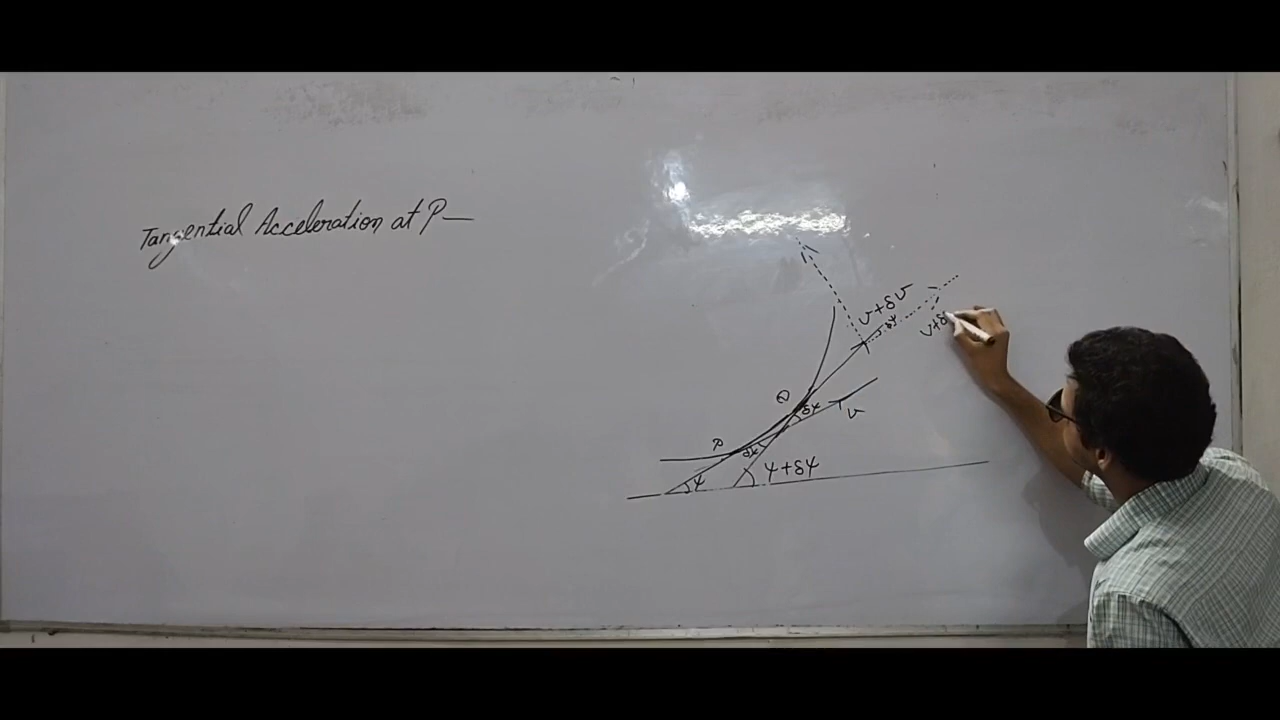 Tangential Acceleration at P—
v+δv
δψ
v+δ
Q
δψ
v
P
δψ
ψ
ψ+δψ